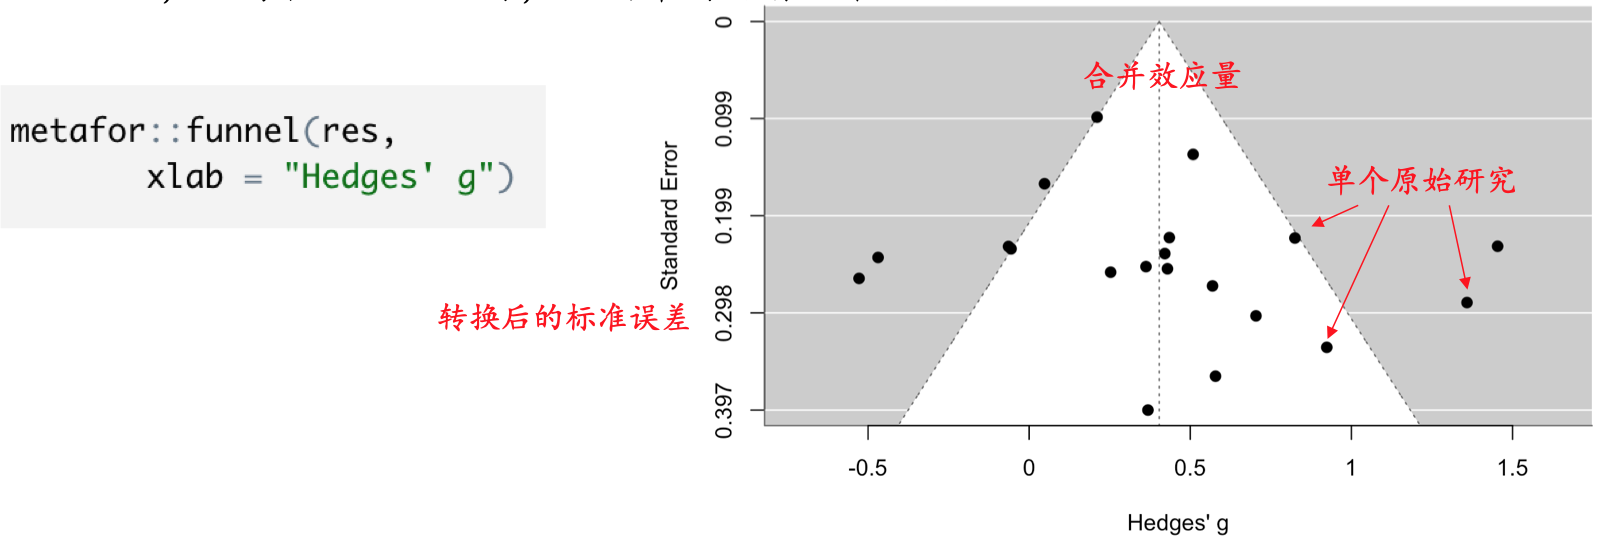 metafor::funnel(res,
xlab = "Hedges' g")
转换后的标准误差
Standard Error
0
0.099
0.199
0.298
0.397
合并效应量
单个原始研究
-0.5
0
0.5
1
1.5
Hedges' g